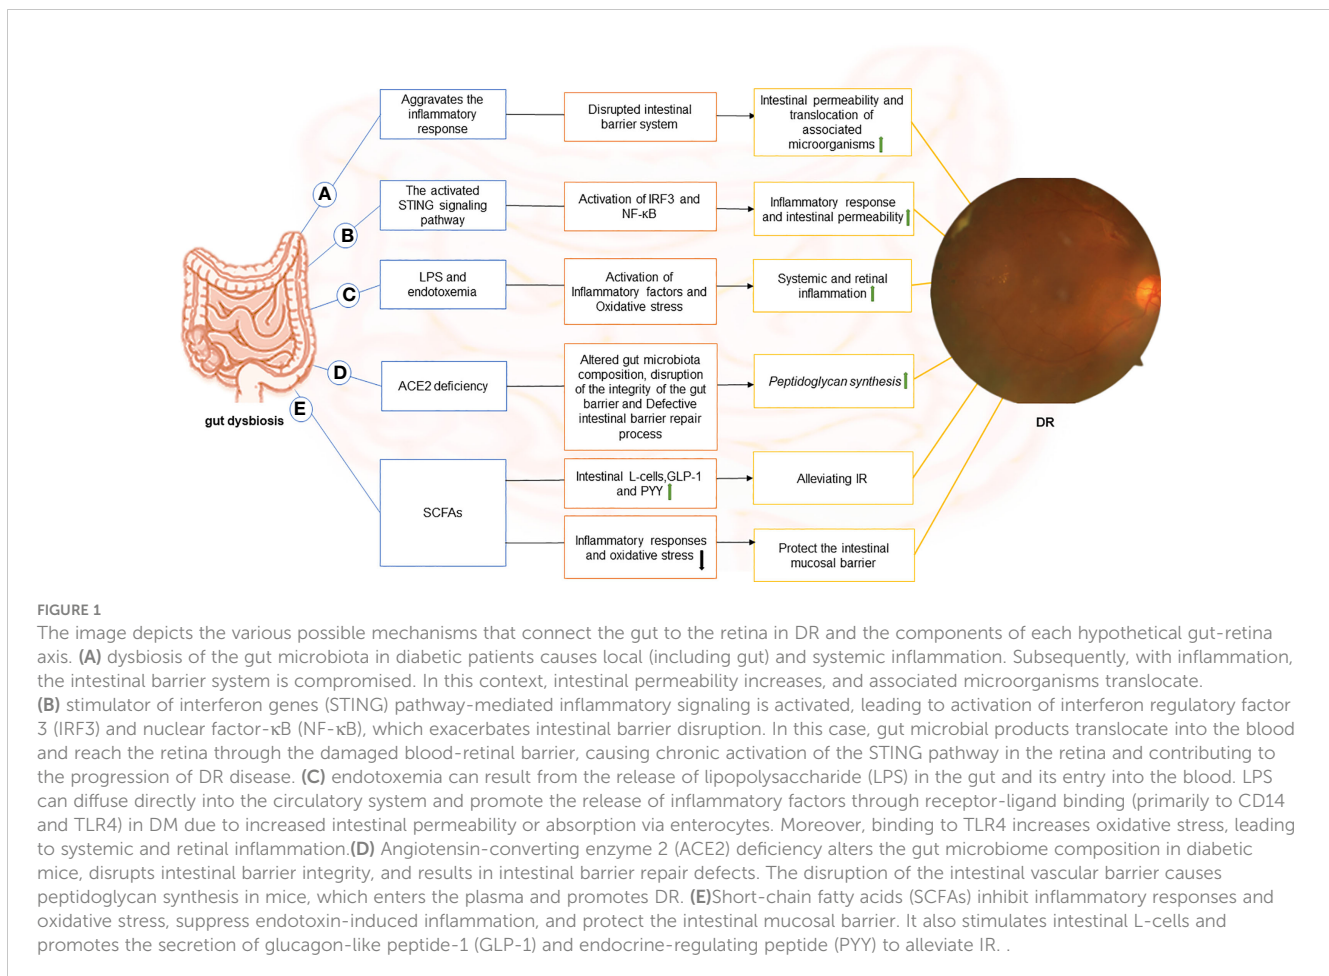 Aggravates the
inflammatory
response
Disrupted intestinal
barrier system
Intestinal permeability and
translocation of
associated
microorganisms
A
The activated
STING signaling
pathway
Activation of IRF3 and
NF-κB
Inflammatory response
and intestinal permeability
B
LPS and
endotoxemia
Activation of
Inflammatory factors and
Oxidative stress
Systemic and retinal
inflammation
C
ACE2 deficiency
Altered gut microbiota
composition, disruption
of the integrity of the gut
barrier and Defective
intestinal barrier repair
process
Peptidoglycan synthesis
D
E
gut dysbiosis
DR
SCFAs
Intestinal L-cells,GLP-1
and PYY
Alleviating IR
Inflammatory responses
and oxidative stress
Protect the intestinal
mucosal barrier
FIGURE 1
The image depicts the various possible mechanisms that connect the gut to the retina in DR and the components of each hypothetical gut-retina
axis. (A) dysbiosis of the gut microbiota in diabetic patients causes local (including gut) and systemic inflammation. Subsequently, with inflammation,
the intestinal barrier system is compromised. In this context, intestinal permeability increases, and associated microorganisms translocate.
(B) stimulator of interferon genes (STING) pathway-mediated inflammatory signaling is activated, leading to activation of interferon regulatory factor
3 (IRF3) and nuclear factor-κB (NF-κB), which exacerbates intestinal barrier disruption. In this case, gut microbial products translocate into the blood
and reach the retina through the damaged blood-retinal barrier, causing chronic activation of the STING pathway in the retina and contributing to
the progression of DR disease. (C) endotoxemia can result from the release of lipopolysaccharide (LPS) in the gut and its entry into the blood. LPS
can diffuse directly into the circulatory system and promote the release of inflammatory factors through receptor-ligand binding (primarily to CD14
and TLR4) in DM due to increased intestinal permeability or absorption via enterocytes. Moreover, binding to TLR4 increases oxidative stress, leading
to systemic and retinal inflammation.(D) Angiotensin-converting enzyme 2 (ACE2) deficiency alters the gut microbiome composition in diabetic
mice, disrupts intestinal barrier integrity, and results in intestinal barrier repair defects. The disruption of the intestinal vascular barrier causes
peptidoglycan synthesis in mice, which enters the plasma and promotes DR. (E)Short-chain fatty acids (SCFAs) inhibit inflammatory responses and
oxidative stress, suppress endotoxin-induced inflammation, and protect the intestinal mucosal barrier. It also stimulates intestinal L-cells and
promotes the secretion of glucagon-like peptide-1 (GLP-1) and endocrine-regulating peptide (PYY) to alleviate IR. .